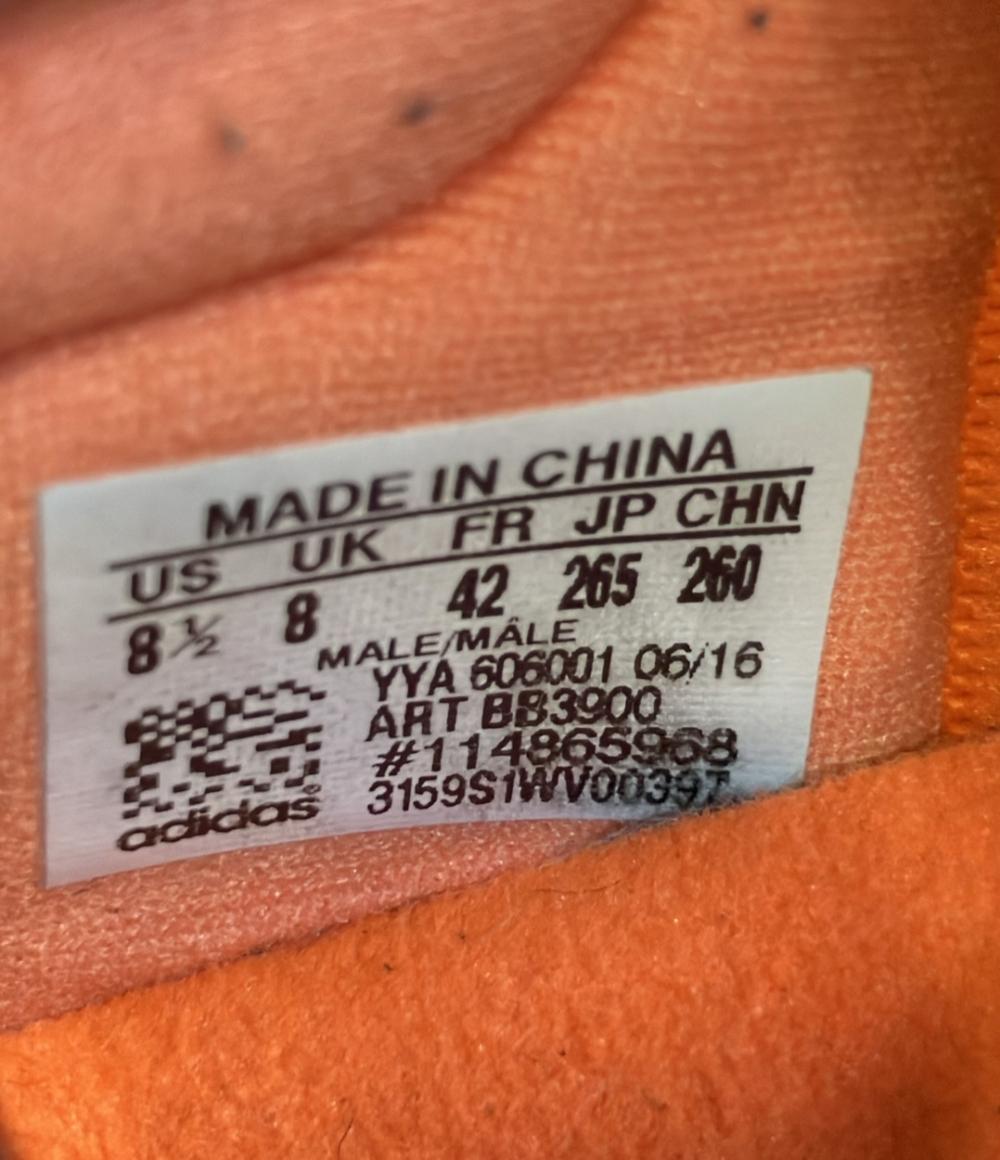 MADE IN CHINA
US UK FR JP CHN
8½ 8 42 265 260
MALE/MÂLE
YYA 606001 06/16
ART BB3900
#114865968
adidas®